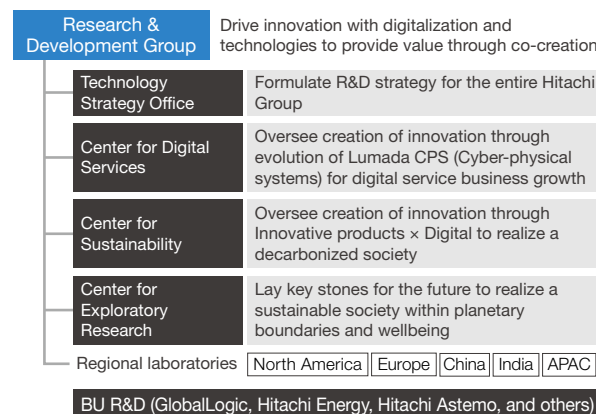 Research &
Development Group
Drive innovation with digitalization and
technologies to provide value through co-creation
Technology
Strategy Office
Formulate R&D strategy for the entire Hitachi
Group
Center for Digital
Services
Oversee creation of innovation through
evolution of Lumada CPS (Cyber-physical
systems) for digital service business growth
Center for
Sustainability
Oversee creation of innovation through
Innovative products × Digital to realize a
decarbonized society
Center for
Exploratory
Research
Lay key stones for the future to realize a
sustainable society within planetary
boundaries and wellbeing
Regional laboratories North America Europe China India APAC
BU R&D (GlobalLogic, Hitachi Energy, Hitachi Astemo, and others)